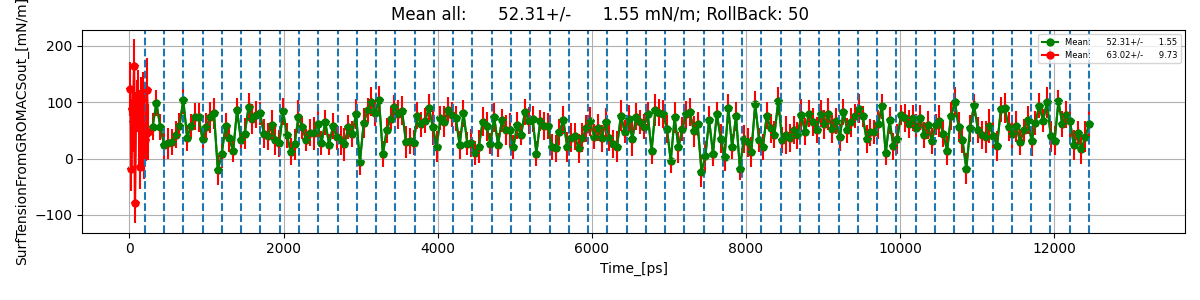 Mean all:      52.31+/-      1.55 mN/m; RollBack: 50
SurfTensionFromGROMACSout_[mN/m]
200
100
0
−100
Mean:      52.31+/-      1.55
Mean:      63.02+/-      9.73
0 2000 4000 6000 8000 10000 12000
Time_[ps]